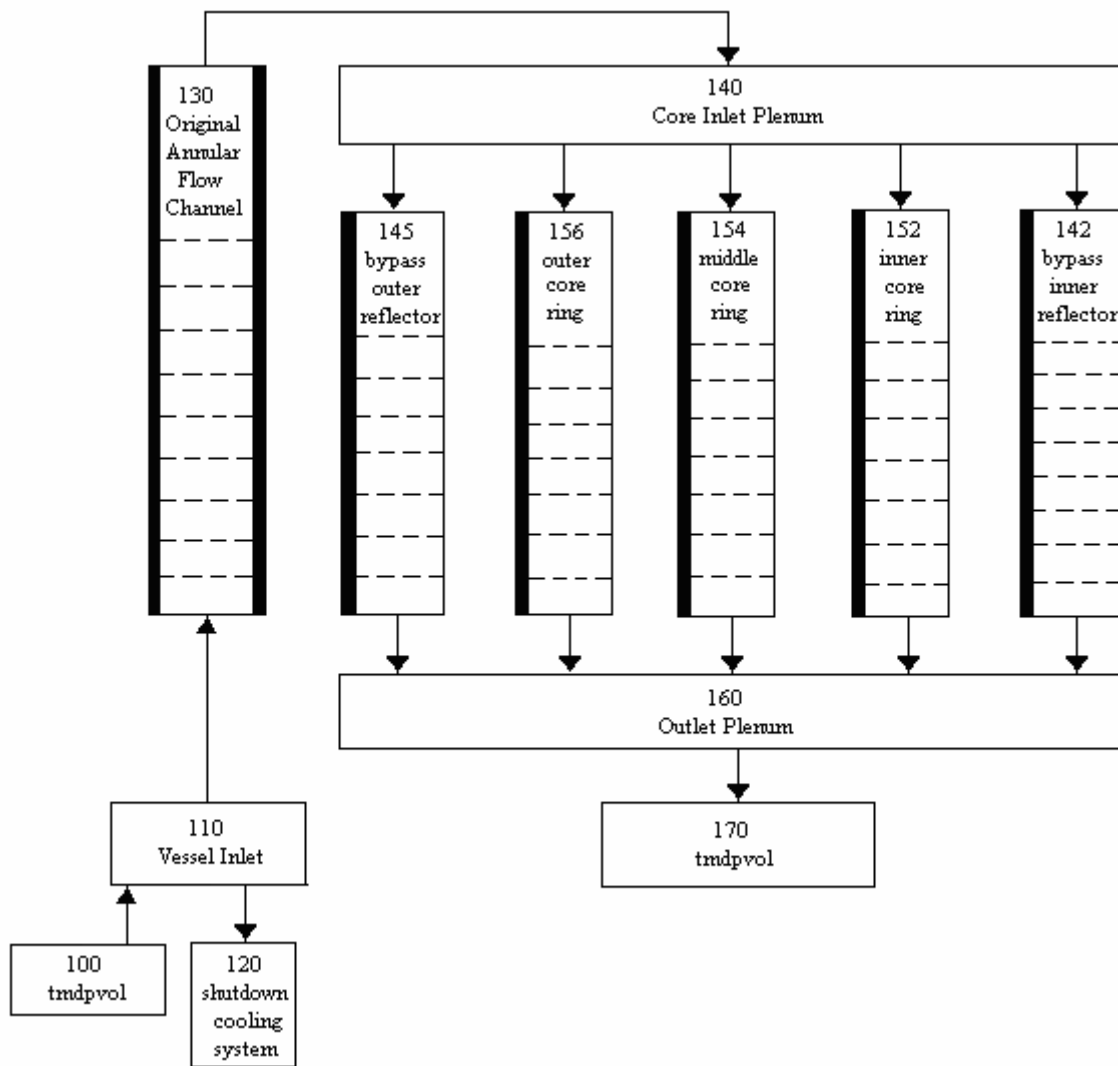 130
Original
Annular
Flow
Channel
140
Core Inlet Plenum
145
bypass
outer
reflector
156
outer
core
ring
154
middle
core
ring
152
inner
core
ring
142
bypass
inner
reflector
160
Outlet Plenum
110
Vessel Inlet
170
tmdpvol
100
tmdpvol
120
shutdown
cooling
system